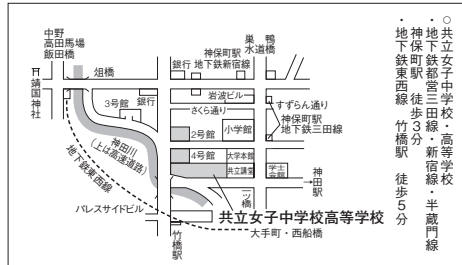 ○共立女子中学校・高等学校
・地下鉄都営三田線・新宿線・半蔵門線
神保町駅　徒歩3分
・地下鉄東西線　竹橋駅　徒歩5分
中野
高田馬場
飯田橋
靖国神社
俎橋
銀行
神保町駅
地下鉄新宿線
巣鴨
水道橋
3号館
銀行
岩波ビル
さくら通り
すずらん通り
神保町駅
地下鉄三田線
2号館
小学館
神田川
(上は高速道路)
地下鉄東西線
4号館
大学本館
共立講堂
学士会館
→神田駅
一ツ橋
パレスサイドビル
共立女子中学校高等学校
竹橋駅
大手町・西船橋